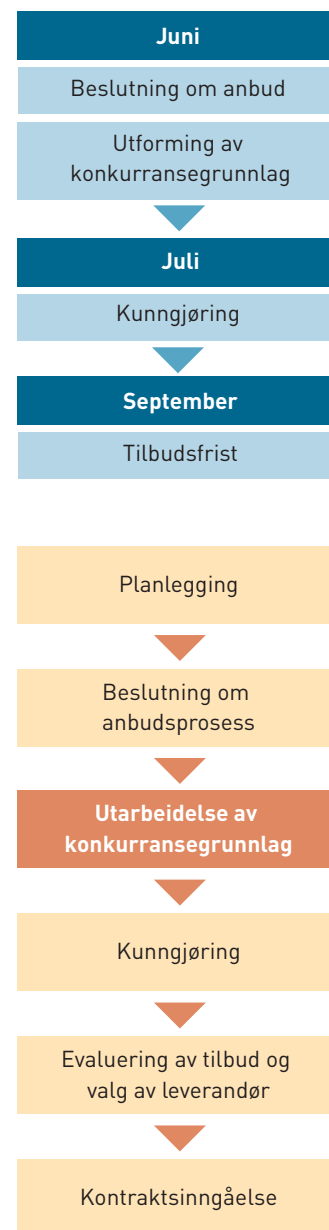 Juni
Beslutning om anbud
Utforming av
konkurransegrunnlag
Juli
Kunngjøring
September
Tilbudsfrist
Planlegging
Beslutning om
anbudsprosess
Utarbeidelse av
konkurransegrunnlag
Kunngjøring
Evaluering av tilbud og
valg av leverandør
Kontraktsinngåelse